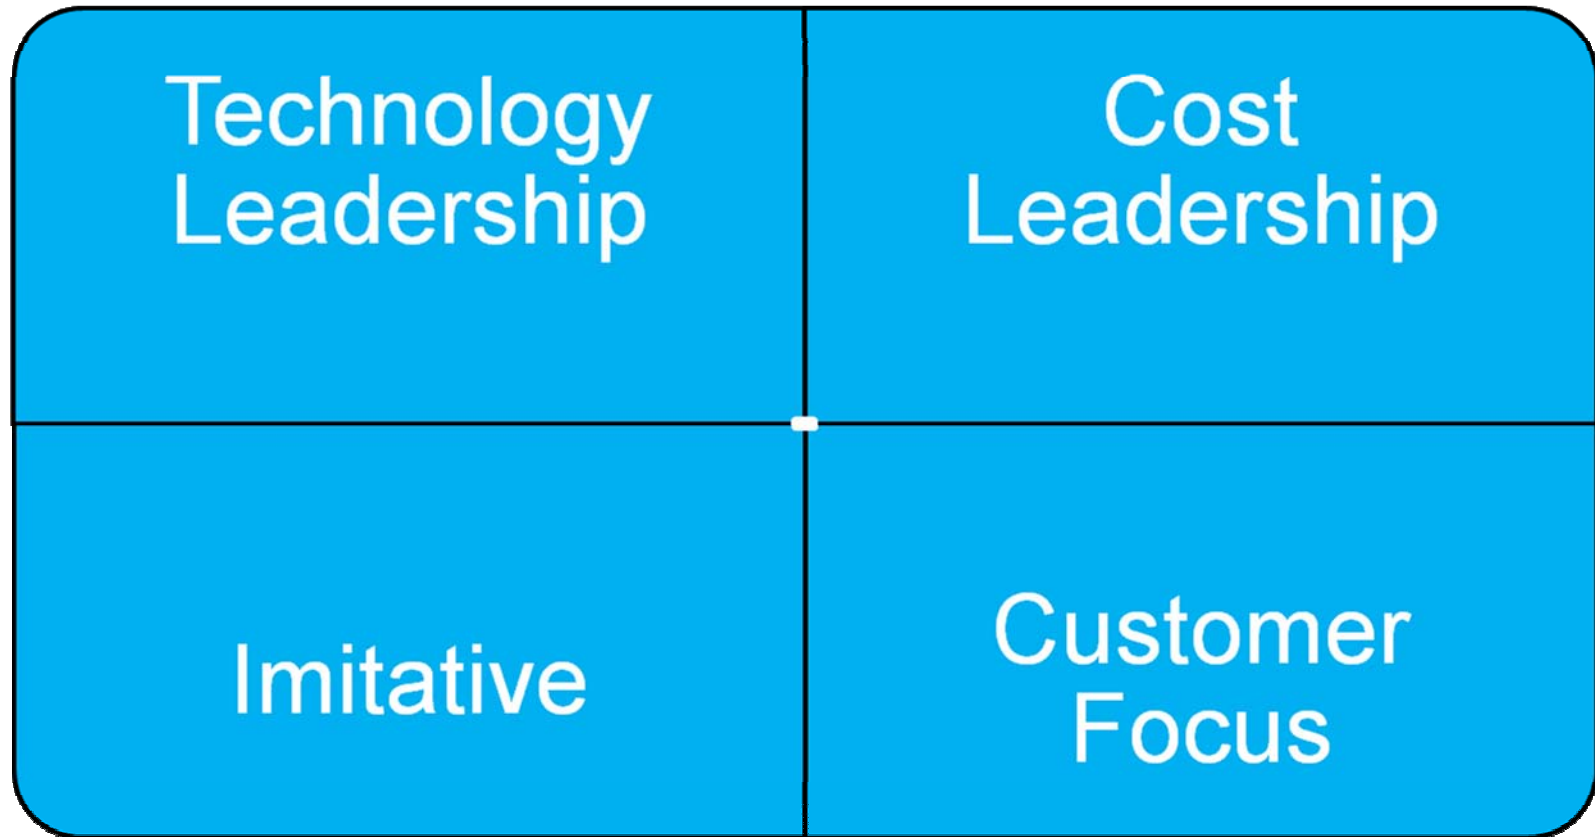 Technology
Leadership
Cost
Leadership
Imitative
Customer
Focus